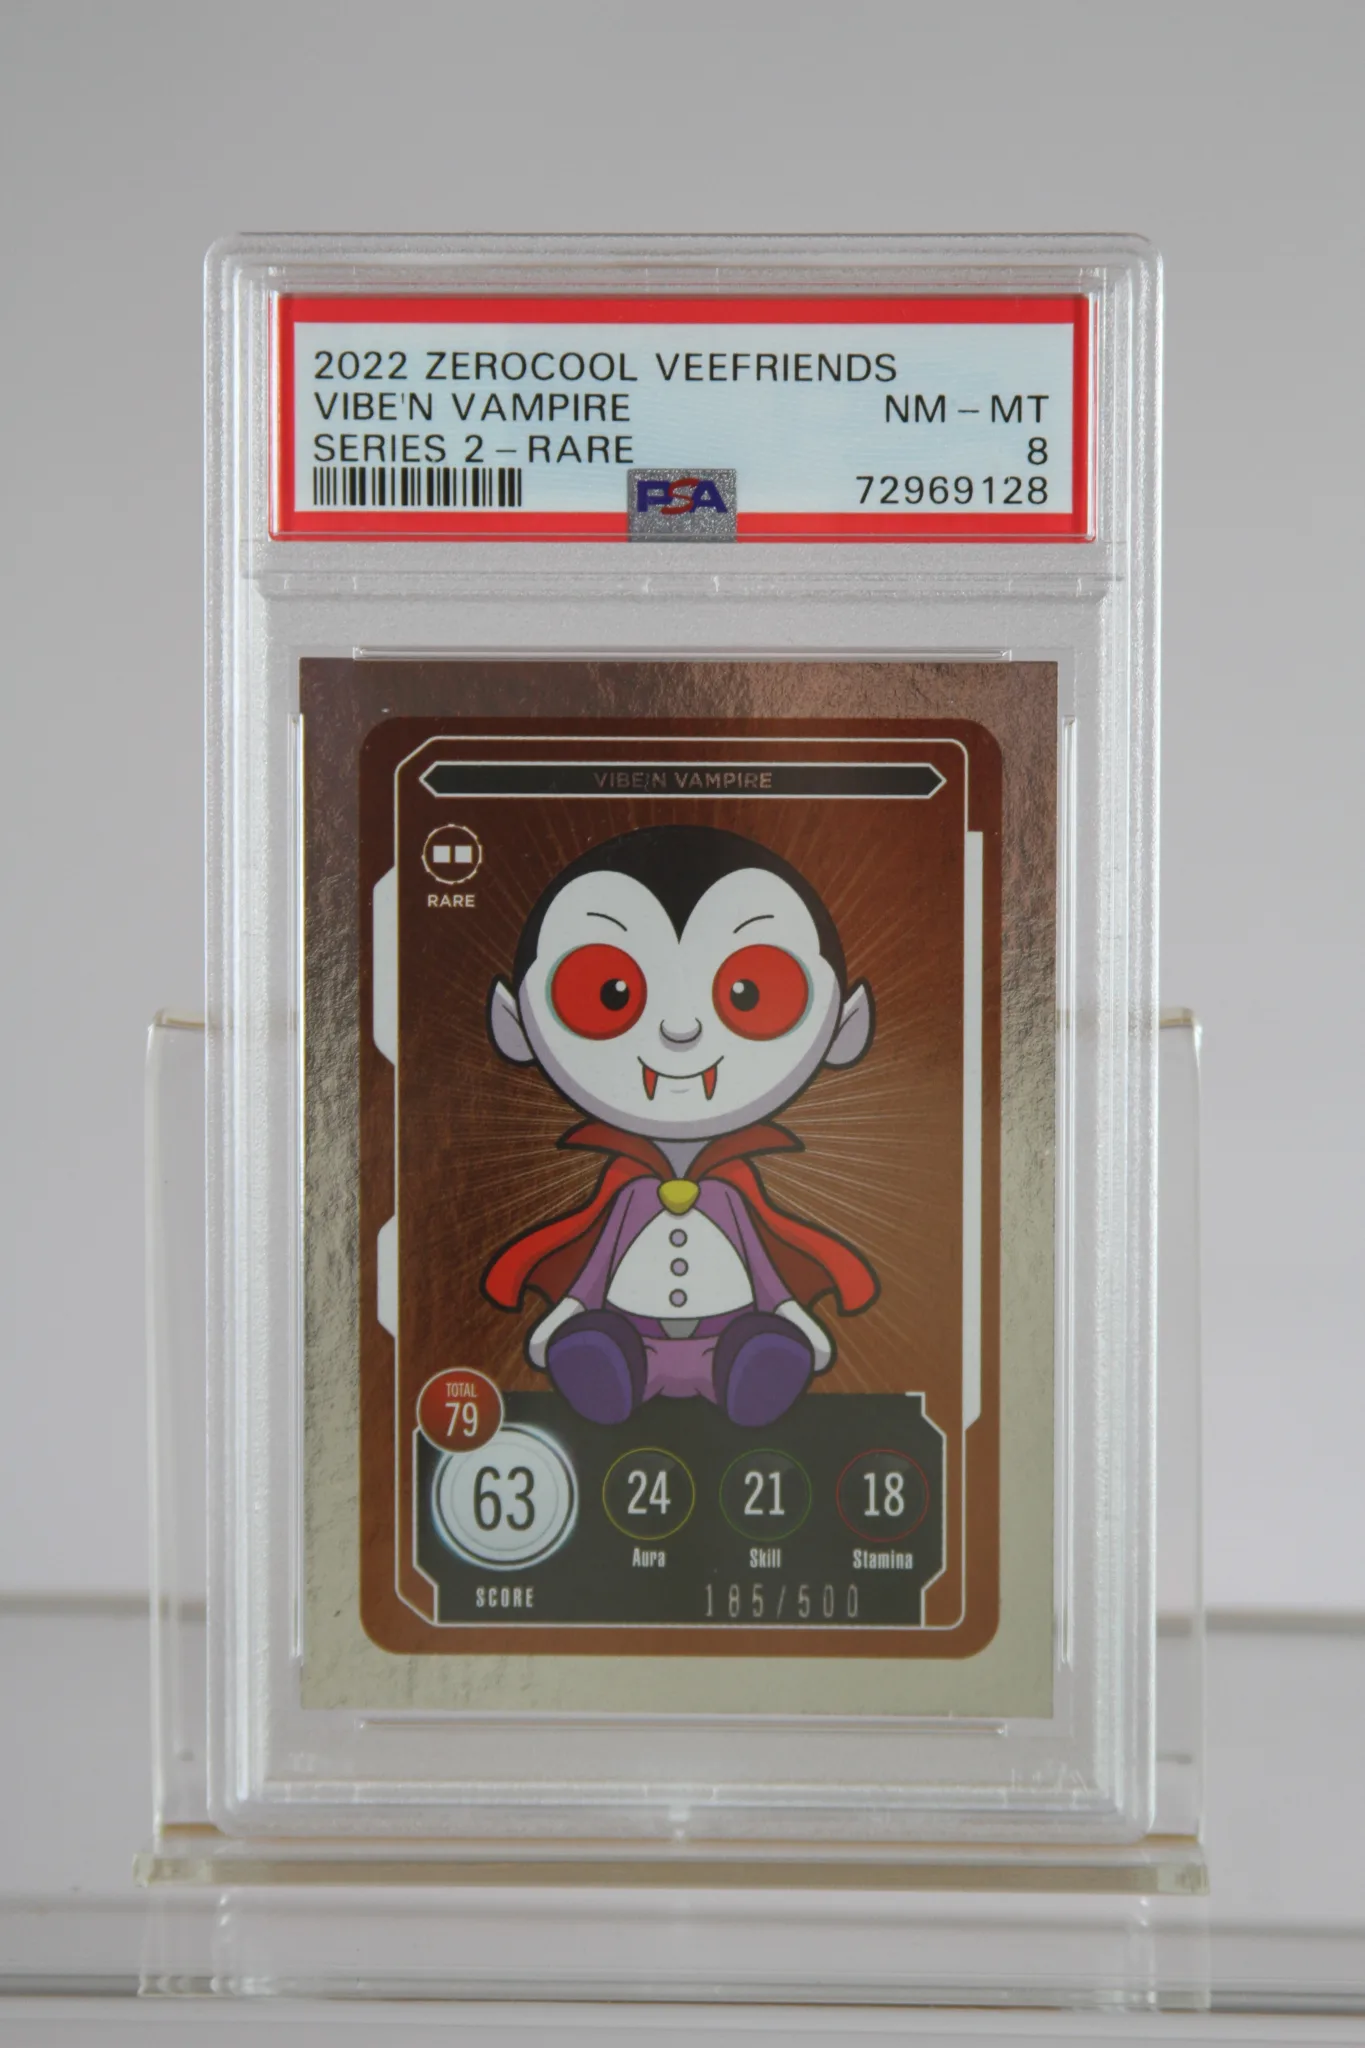 2022 ZEROCOOL VEEFRIENDS
VIBE'N VAMPIRE NM - MT
SERIES 2 - RARE 8
PSA 72969128
VIBE'N VAMPIRE
RARE
TOTAL
79
63 24 21 18
Aura Skill Stamina
SCORE 185/500